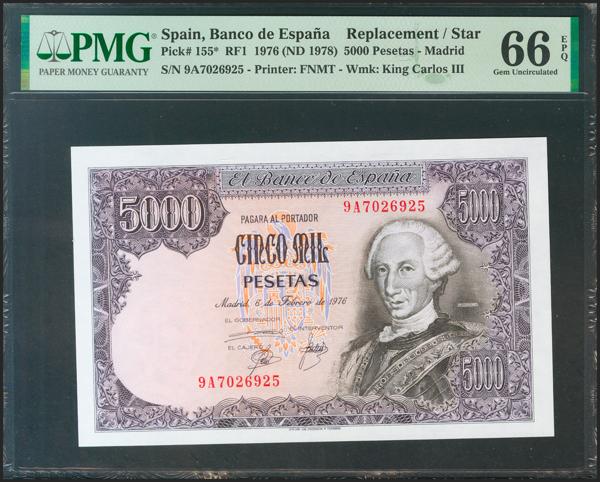 PMG
PAPER MONEY GUARANTY
Spain, Banco de España Replacement / Star
Pick# 155* RF1 1976 (ND 1978) 5000 Pesetas - Madrid
S/N 9A7026925 - Printer: FNMT - Wmk: King Carlos III
66 EPQ
Gem Uncirculated
El Banco de España
5000
PAGARA AL PORTADOR
9A7026925
5000
CINCO MIL
PESETAS
Madrid, 6 de Febrero de 1976
EL GOBERNADOR
EL INTERVENTOR
EL CAJERO
9A7026925
5000